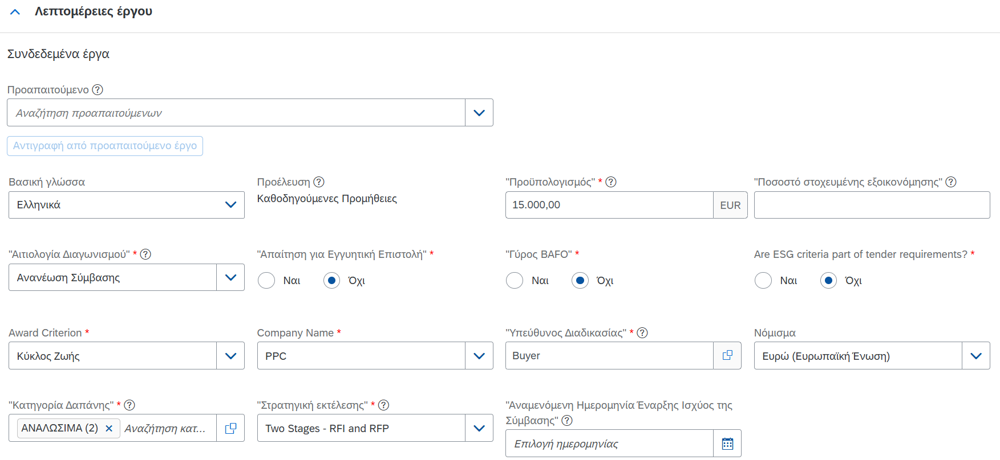 Λεπτομέρειες έργου
Συνδεδεμένα έργα
Προαπαιτούμενο ?
Αναζήτηση προαπαιτούμενων
Αντιγραφή από προαπαιτούμενο έργο
Βασική γλώσσα
Ελληνικά
Προέλευση ?
Καθοδηγούμενες Προμήθειες
"Προϋπολογισμός" * ?
15.000,00 EUR
"Ποσοστό στοχευμένης εξοικονόμησης" ?
"Αιτιολογία Διαγωνισμού" * ?
Ανανέωση Σύμβασης
"Απαίτηση για Εγγυητική Επιστολή" *
Ναι Όχι
"Γύρος BAFO" *
Ναι Όχι
Are ESG criteria part of tender requirements? *
Ναι Όχι
Award Criterion *
Κύκλος Ζωής
Company Name *
PPC
"Υπεύθυνος Διαδικασίας" * ?
Buyer
Νόμισμα
Ευρώ (Ευρωπαϊκή Ένωση)
"Κατηγορία Δαπάνης" * ?
ΑΝΑΛΩΣΙΜΑ (2) × Αναζήτηση κατ...
"Στρατηγική εκτέλεσης" * ?
Two Stages - RFI and RFP
"Αναμενόμενη Ημερομηνία Έναρξης Ισχύος της
Σύμβασης" ?
Επιλογή ημερομηνίας